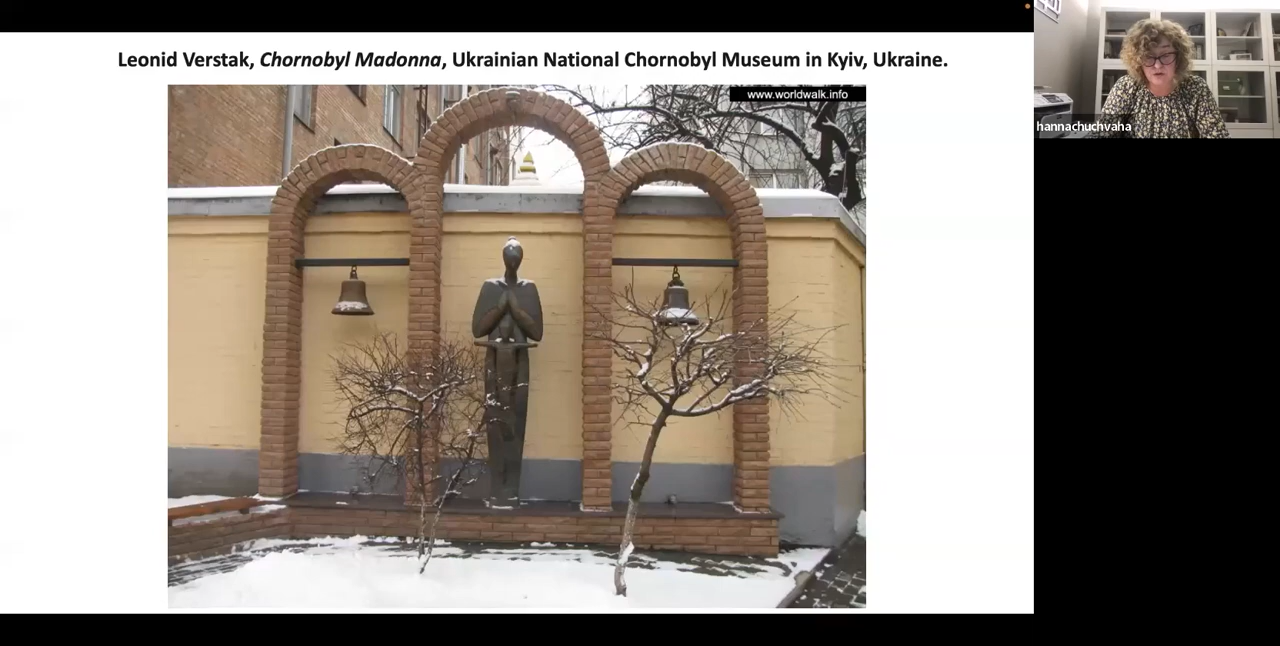 Leonid Verstak, Chornobyl Madonna, Ukrainian National Chornobyl Museum in Kyiv, Ukraine.
www.worldwalk.info
hannachuchvaha